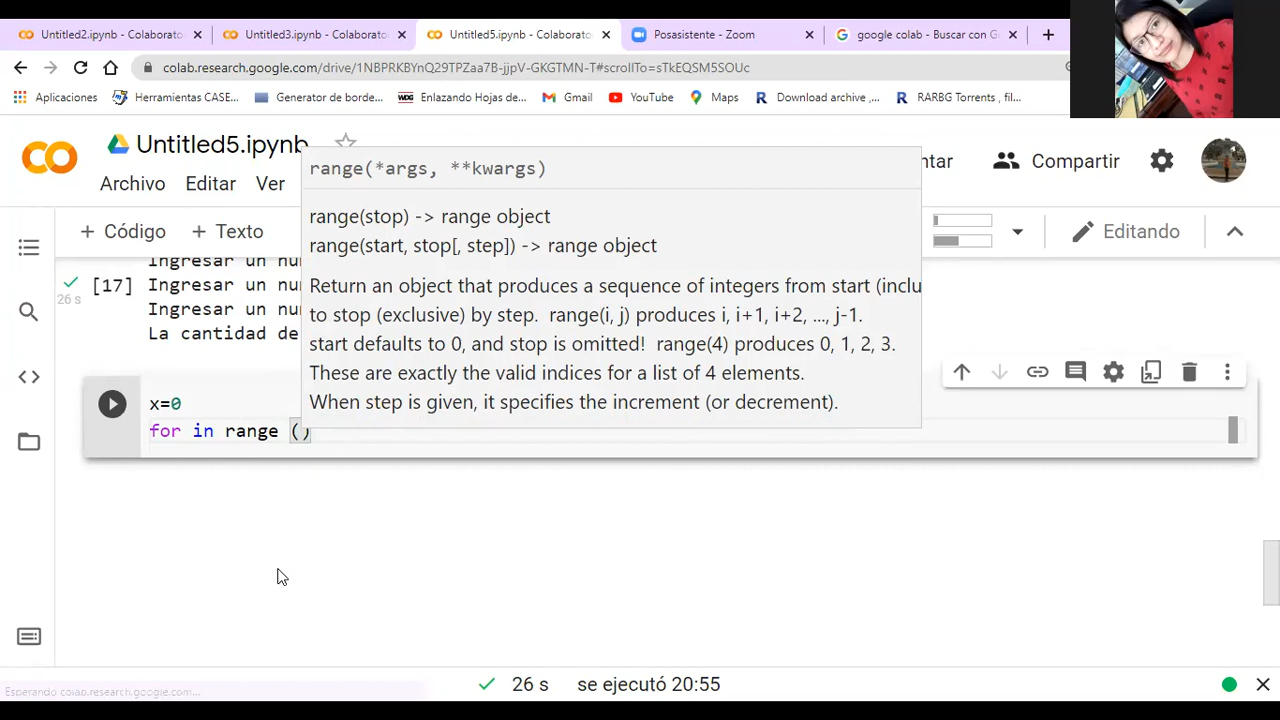 Untitled2.ipynb - Colaborato
Untitled3.ipynb - Colaborato
Untitled5.ipynb - Colaborato
Posasistente - Zoom
google colab - Buscar con G
colab.research.google.com/drive/1NBPRKBPnQ29TPZaa7B-jjpV-GKGTMN-T#scrollTo=sTkEQSM5SOUc
Aplicaciones
Herramientas CASE...
Generator de borde...
Enlazando Hojas de...
Gmail
YouTube
Maps
Download archive ,...
RARBG Torrents , fil...
Untitled5.ipynb
Archivo Editar Ver
ntar
Compartir
+ Código + Texto
Editando
range(*args, **kwargs)
range(stop) -> range object
range(start, stop[, step]) -> range object
Return an object that produces a sequence of integers from start (inclu
to stop (exclusive) by step. range(i, j) produces i, i+1, i+2, ..., j-1.
start defaults to 0, and stop is omitted! range(4) produces 0, 1, 2, 3.
These are exactly the valid indices for a list of 4 elements
When step is given, it specifies the increment (or decrement).
Ingresar un nu
[17] Ingresar un nu
26 s
Ingresar un nu
La cantidad de
x=0
for in range ()
Esperando colab.research.google.com...
26 s se ejecutó 20:55